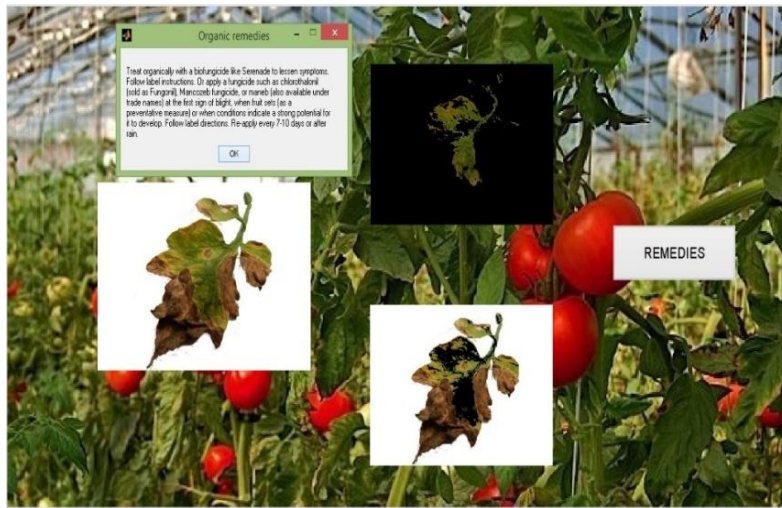 Organic remedies
Treat organically with a biofungicide like Serenade to lessen symptoms.
Follow label instructions. Or apply a fungicide such as chlorothalonil
(sold as Fungonil), Mancozeb fungicide, or maneb (also available under
trade names) at the first sign of blight, when fruit sets (as a
preventative measure) or when conditions indicate a strong potential for
it to develop. Follow label directions. Re-apply every 7-10 days or after
rain.
OK
REMEDIES